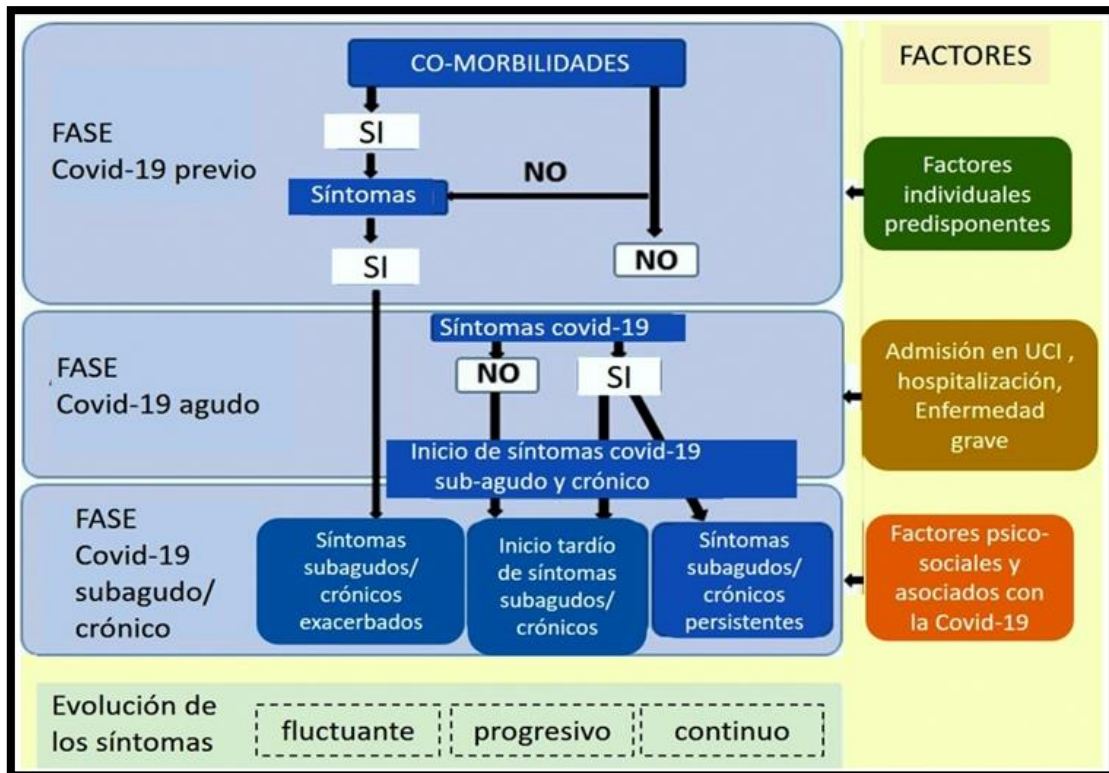 CO-MORBILIDADES
FACTORES
SI
FASE
Covid-19 previo
NO
Síntomas
SI
NO
Factores
individuales
predisponentes
Síntomas covid-19
NO
SI
FASE
Covid-19 agudo
Admisión en UCI ,
hospitalización,
Enfermedad
grave
Inicio de síntomas covid-19
sub-agudo y crónico
FASE
Covid-19
subagudo/
crónico
Síntomas
subagudos/
crónicos
exacerbados
Inicio tardío
de síntomas
subagudos/
crónicos
Síntomas
subagudos/
crónicos
persistentes
Factores psico-
sociales y
asociados con
la Covid-19
Evolución de
los síntomas
fluctuante
progresivo
continuo